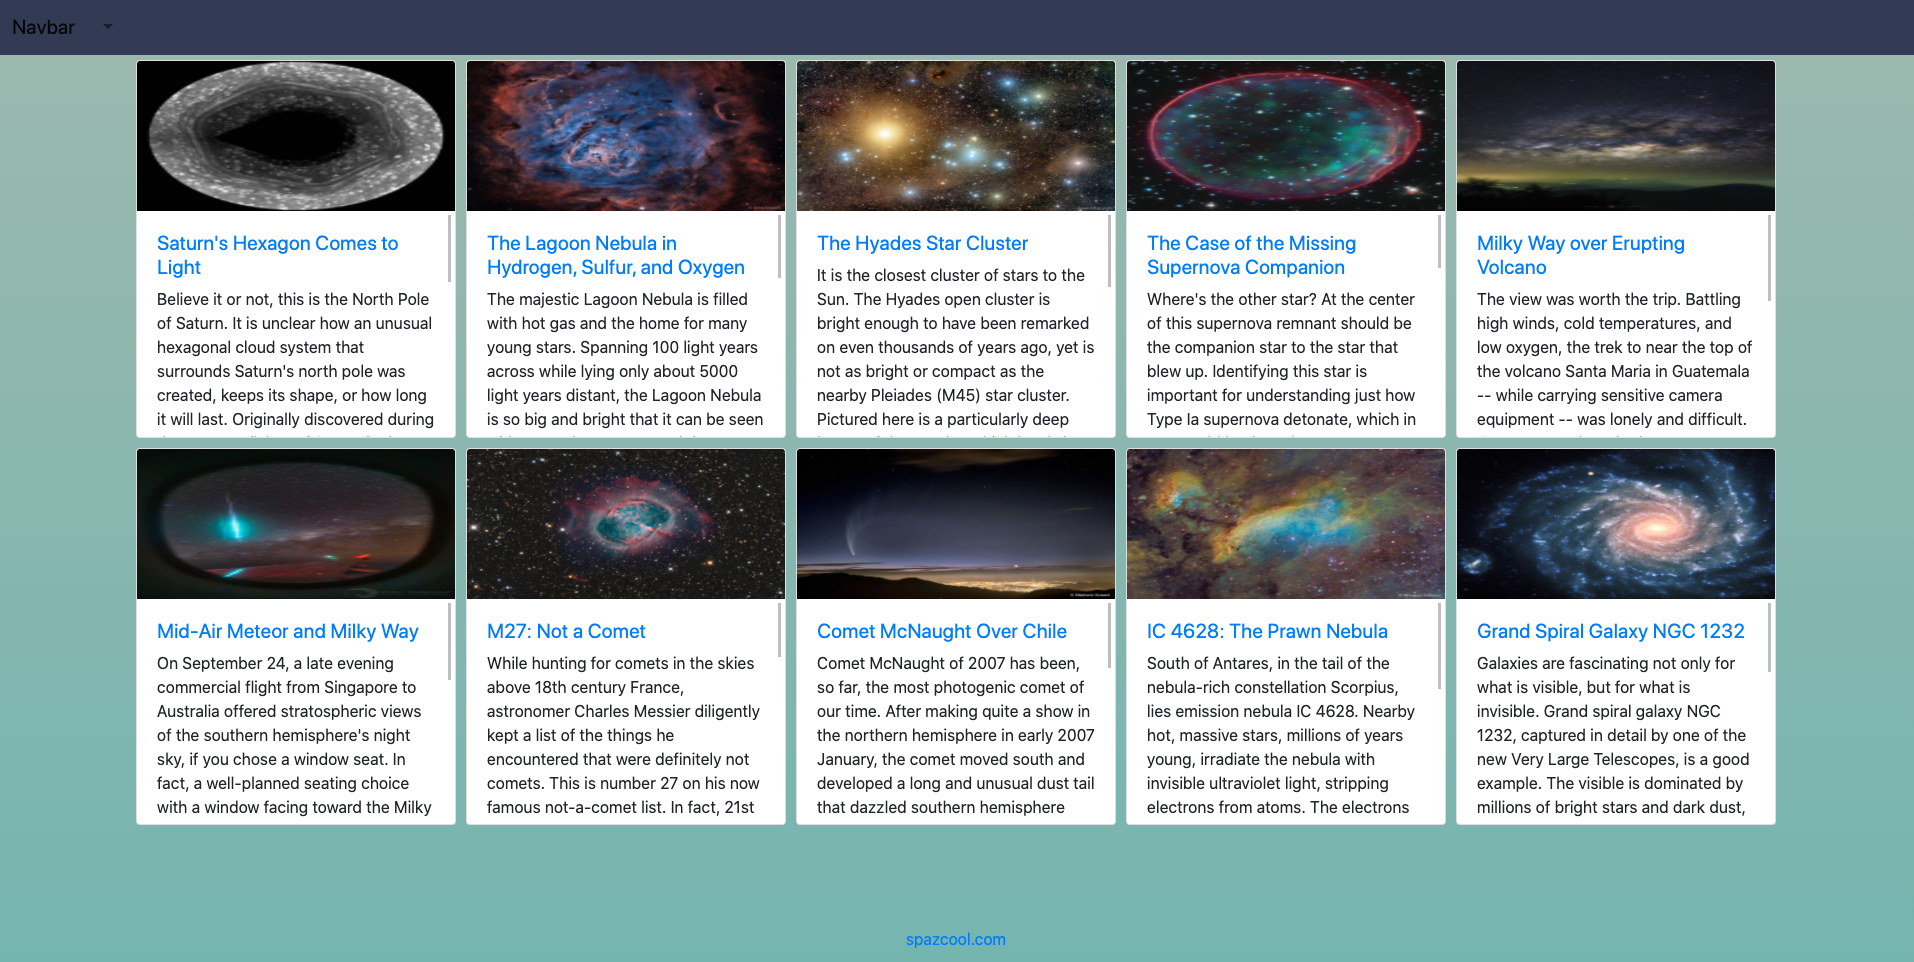 Navbar
Saturn's Hexagon Comes to
Light
Believe it or not, this is the North Pole
of Saturn. It is unclear how an unusual
hexagonal cloud system that
surrounds Saturn's north pole was
created, keeps its shape, or how long
it will last. Originally discovered during
The Lagoon Nebula in
Hydrogen, Sulfur, and Oxygen
The majestic Lagoon Nebula is filled
with hot gas and the home for many
young stars. Spanning 100 light years
across while lying only about 5000
light years distant, the Lagoon Nebula
is so big and bright that it can be seen
The Hyades Star Cluster
It is the closest cluster of stars to the
Sun. The Hyades open cluster is
bright enough to have been remarked
on even thousands of years ago, yet is
not as bright or compact as the
nearby Pleiades (M45) star cluster.
Pictured here is a particularly deep
The Case of the Missing
Supernova Companion
Where's the other star? At the center
of this supernova remnant should be
the companion star to the star that
blew up. Identifying this star is
important for understanding just how
Type Ia supernova detonate, which in
Milky Way over Erupting
Volcano
The view was worth the trip. Battling
high winds, cold temperatures, and
low oxygen, the trek to near the top of
the volcano Santa Maria in Guatemala
-- while carrying sensitive camera
equipment -- was lonely and difficult.
Mid-Air Meteor and Milky Way
On September 24, a late evening
commercial flight from Singapore to
Australia offered stratospheric views
of the southern hemisphere's night
sky, if you chose a window seat. In
fact, a well-planned seating choice
with a window facing toward the Milky
M27: Not a Comet
While hunting for comets in the skies
above 18th century France,
astronomer Charles Messier diligently
kept a list of the things he
encountered that were definitely not
comets. This is number 27 on his now
famous not-a-comet list. In fact, 21st
Comet McNaught Over Chile
Comet McNaught of 2007 has been,
so far, the most photogenic comet of
our time. After making quite a show in
the northern hemisphere in early 2007
January, the comet moved south and
developed a long and unusual dust tail
that dazzled southern hemisphere
IC 4628: The Prawn Nebula
South of Antares, in the tail of the
nebula-rich constellation Scorpius,
lies emission nebula IC 4628. Nearby
hot, massive stars, millions of years
young, irradiate the nebula with
invisible ultraviolet light, stripping
electrons from atoms. The electrons
Grand Spiral Galaxy NGC 1232
Galaxies are fascinating not only for
what is visible, but for what is
invisible. Grand spiral galaxy NGC
1232, captured in detail by one of the
new Very Large Telescopes, is a good
example. The visible is dominated by
millions of bright stars and dark dust,
spazcool.com